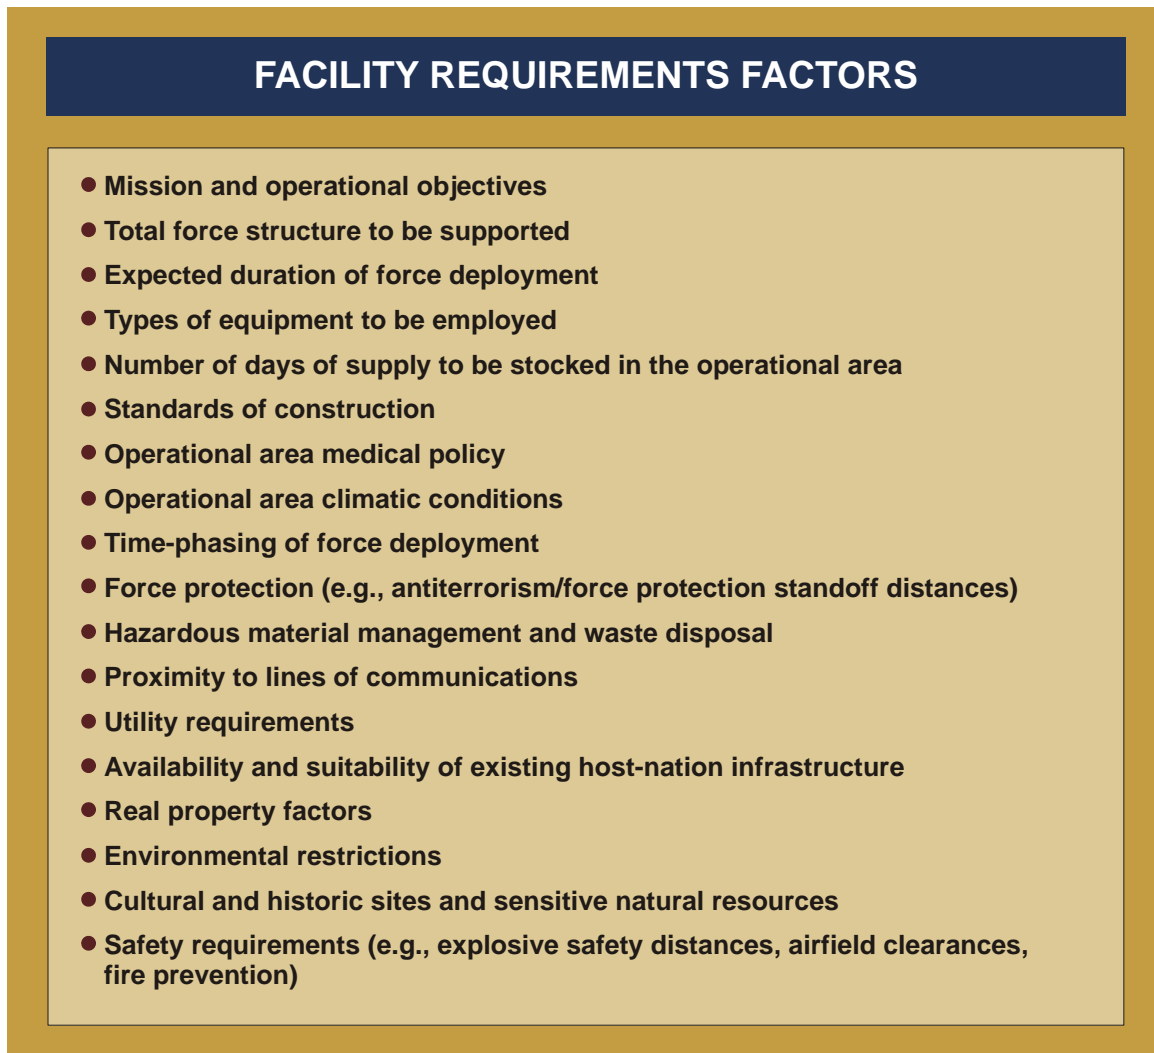 FACILITY REQUIREMENTS FACTORS
● Mission and operational objectives
● Total force structure to be supported
● Expected duration of force deployment
● Types of equipment to be employed
● Number of days of supply to be stocked in the operational area
● Standards of construction
● Operational area medical policy
● Operational area climatic conditions
● Time-phasing of force deployment
● Force protection (e.g., antiterrorism/force protection standoff distances)
● Hazardous material management and waste disposal
● Proximity to lines of communications
● Utility requirements
● Availability and suitability of existing host-nation infrastructure
● Real property factors
● Environmental restrictions
● Cultural and historic sites and sensitive natural resources
● Safety requirements (e.g., explosive safety distances, airfield clearances,
fire prevention)